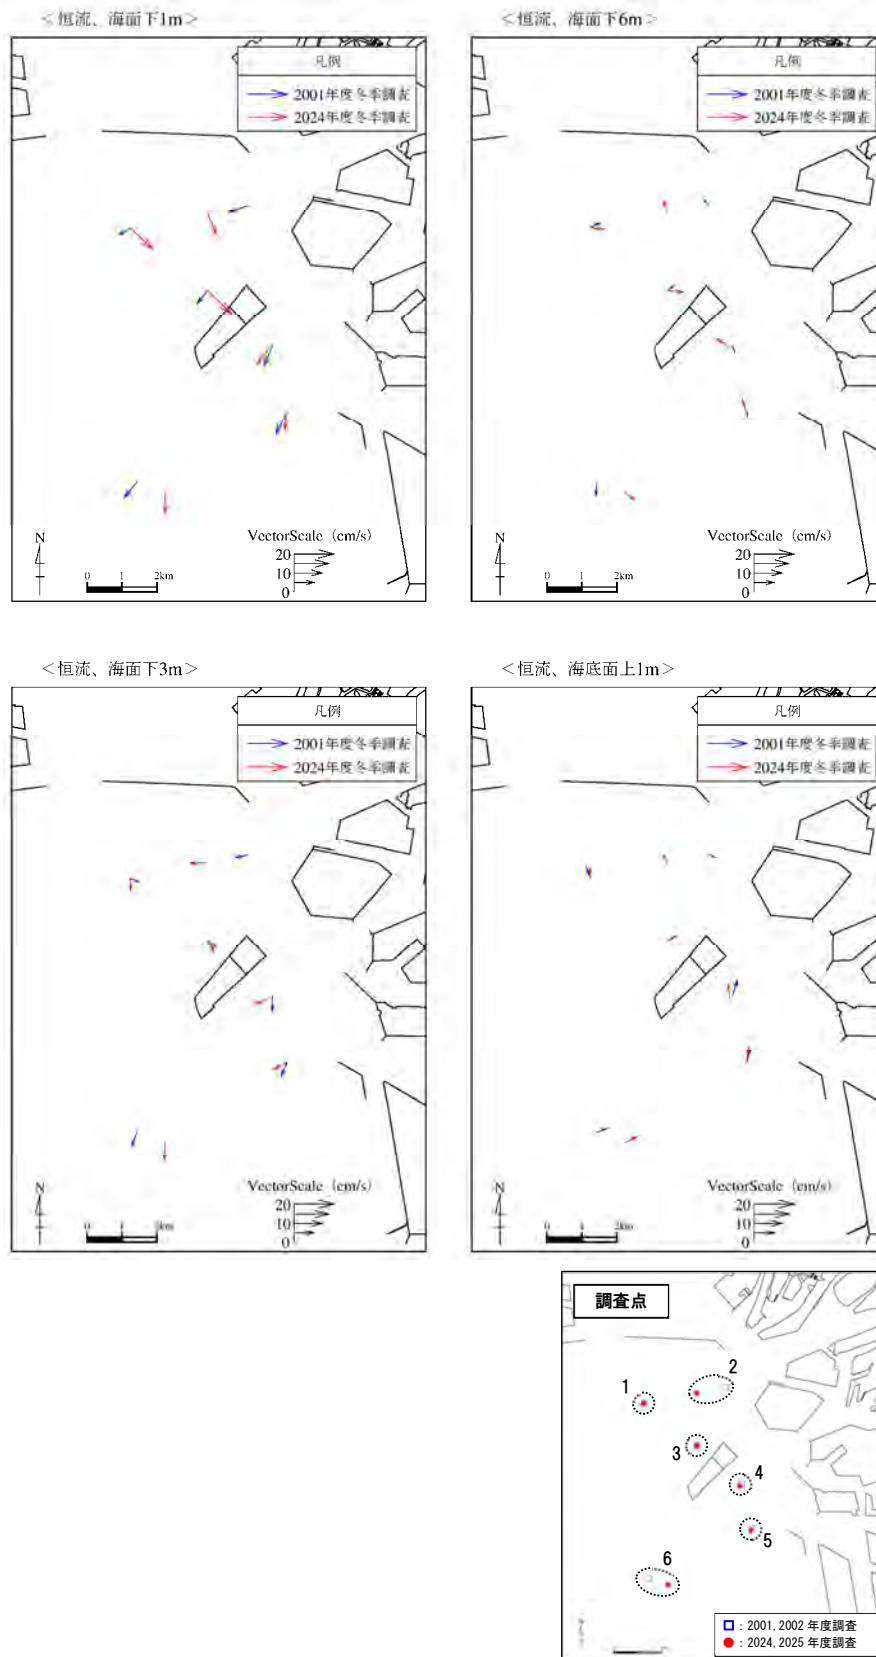 ＜恒流、海面下1m＞
凡例
2001年度冬季調査
2024年度冬季調査
N
0 1 2km
VectorScale (cm/s)
20
10
0
＜恒流、海面下6m＞
凡例
2001年度冬季調査
2024年度冬季調査
N
0 1 2km
VectorScale (cm/s)
20
10
0
＜恒流、海面下3m＞
凡例
2001年度冬季調査
2024年度冬季調査
N
0 1 2km
VectorScale (cm/s)
20
10
0
＜恒流、海底面上1m＞
凡例
2001年度冬季調査
2024年度冬季調査
N
0 1 2km
VectorScale (cm/s)
20
10
0
調査点
1
2
3
4
5
6
：2001, 2002 年度調査
：2024, 2025 年度調査